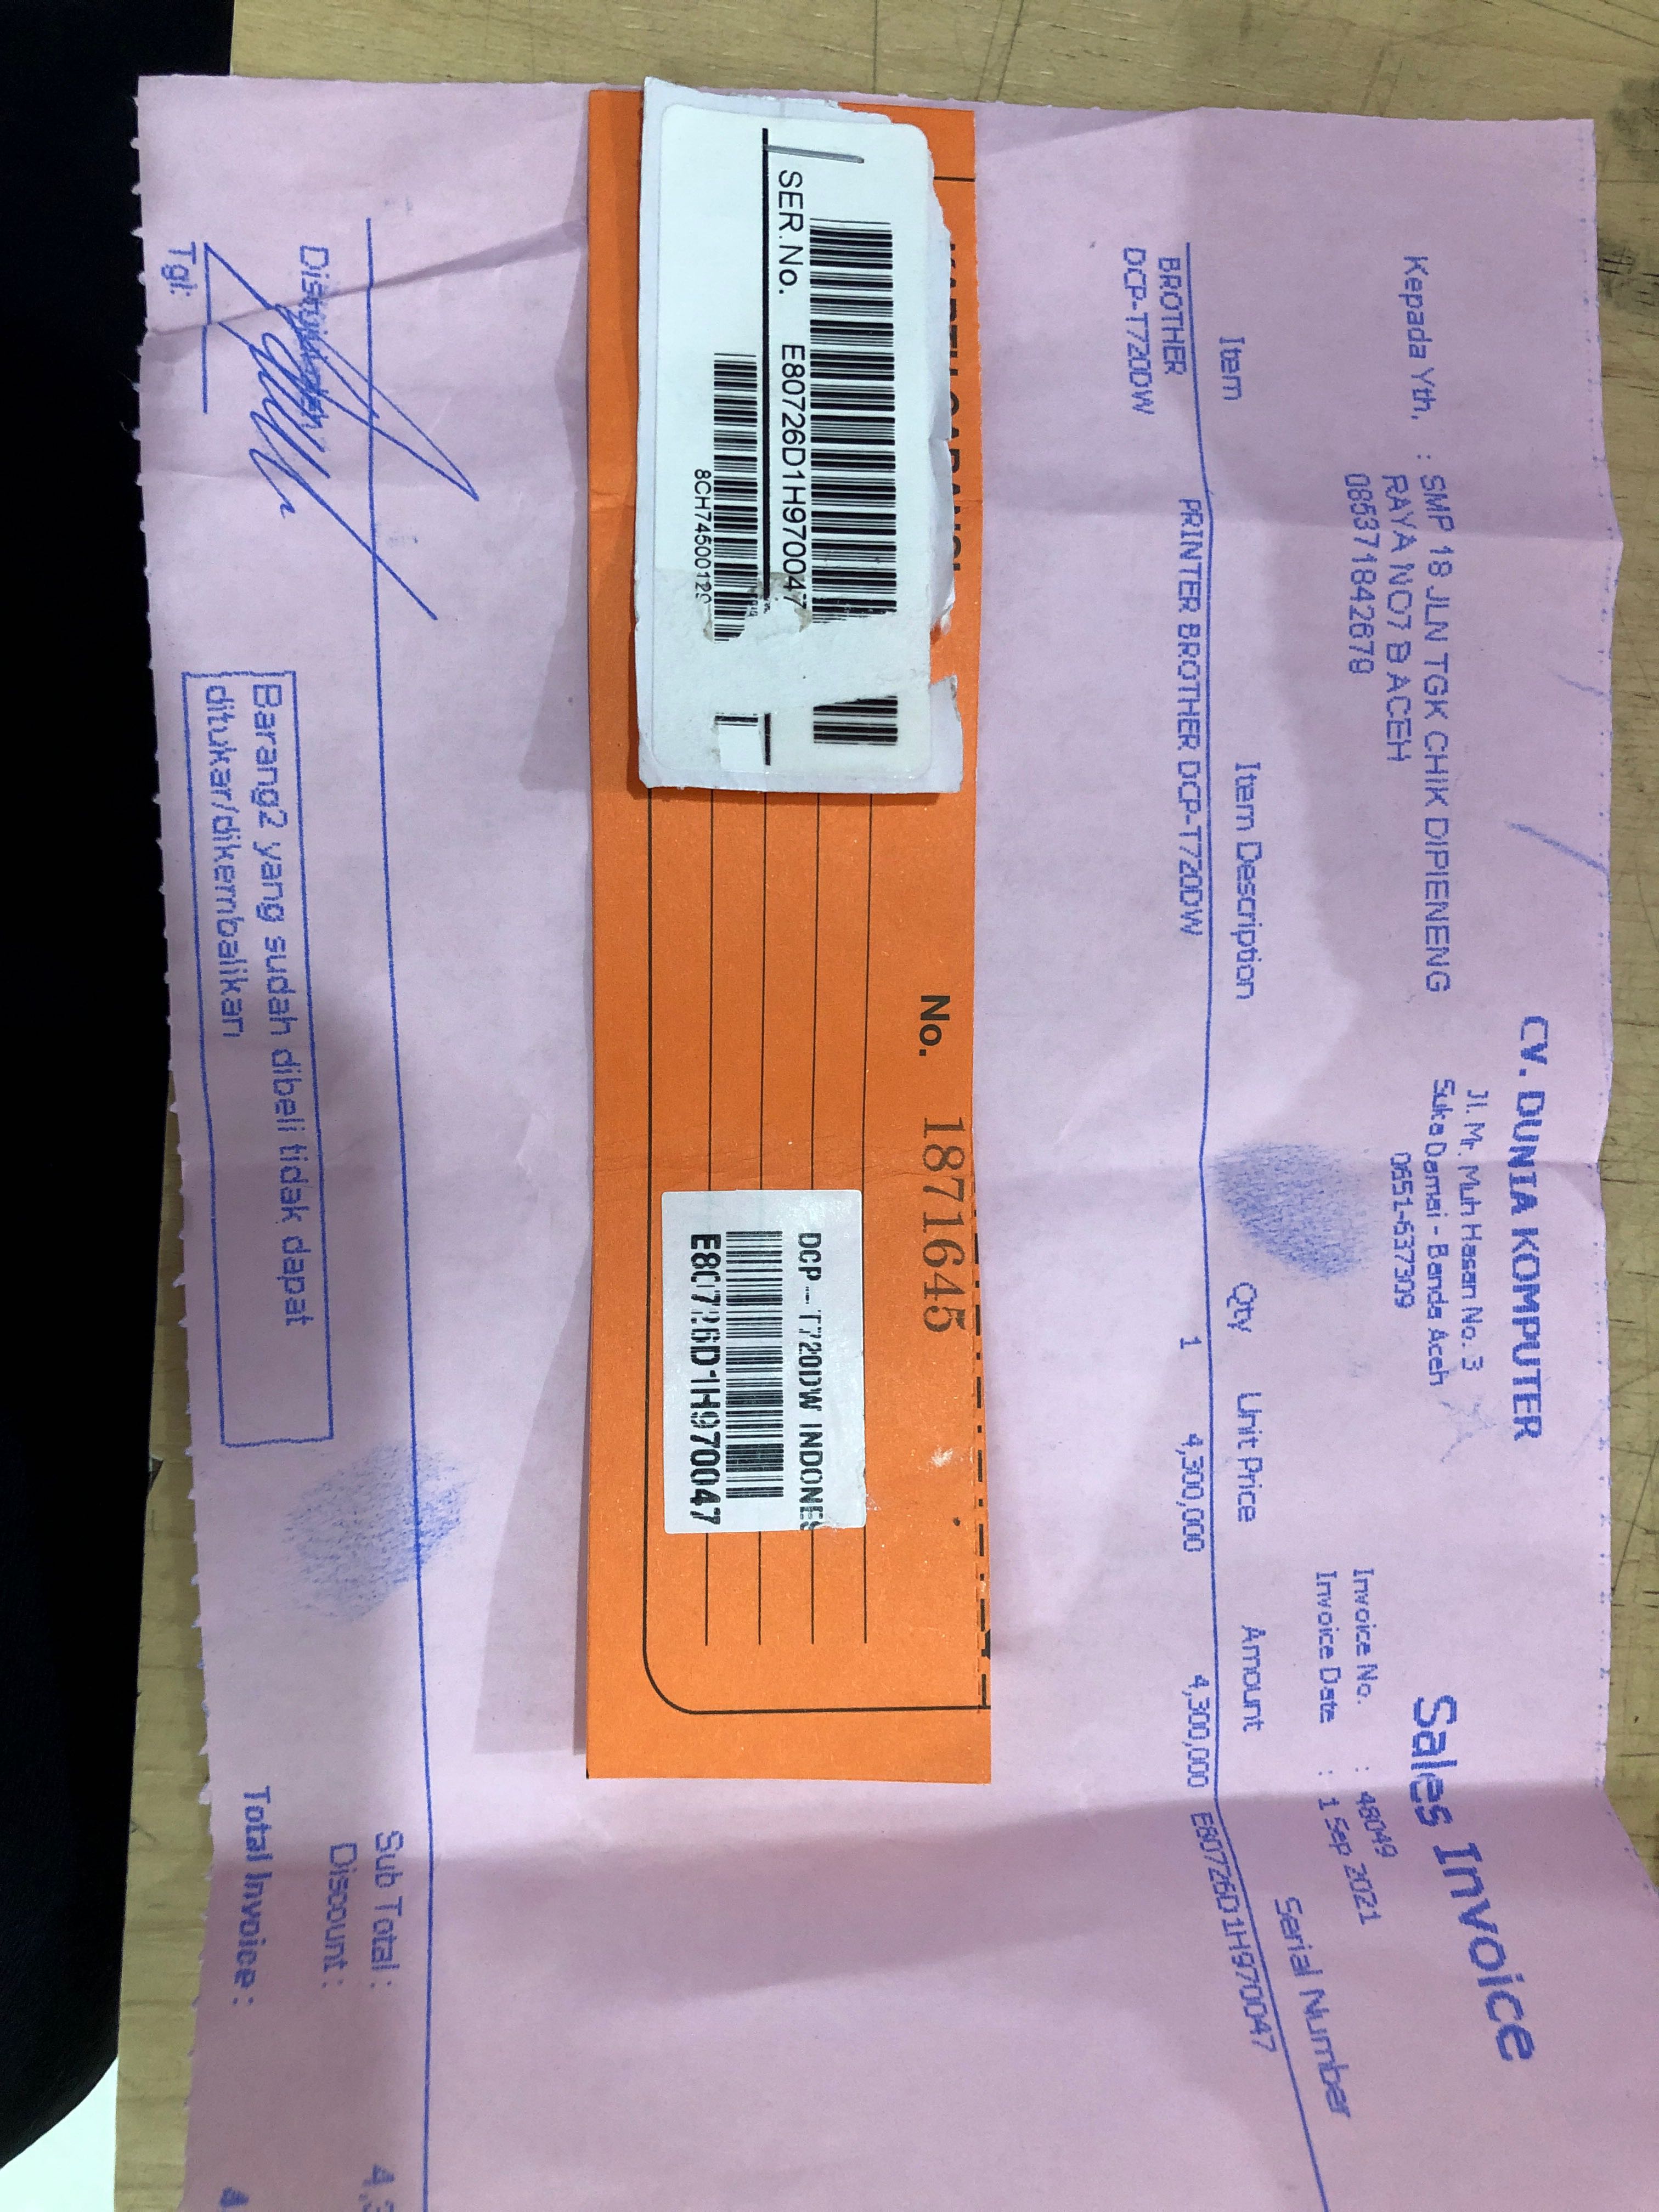 CV. DUNIA KOMPUTER
Jl. Mr. Muh Hasan No. 3
Suka Damai - Banda Aceh
0651-637309
Sales Invoice
Kepada Yth, : SMP 18 JLN TGK CHIK DIPIENENG
RAYA NO7 B ACEH
085371842678
Invoice No. : 48049
Invoice Date : 1 Sep 2021
Item Item Description Qty Unit Price Amount Serial Number
BROTHER PRINTER BROTHER DCP-T720DW 1 4,300,000 4,300,000 E80726D1H970047
DCP-T720DW
No. 1871645
SER.No. E80726D1H970047
8CH7450012
DCP-T720DW INDONES
E80726D1H970047
Sub Total :
Discount :
Total Invoice :
Tgl:
Barang2 yang sudah dibeli tidak dapat
ditukar/dikembalikan